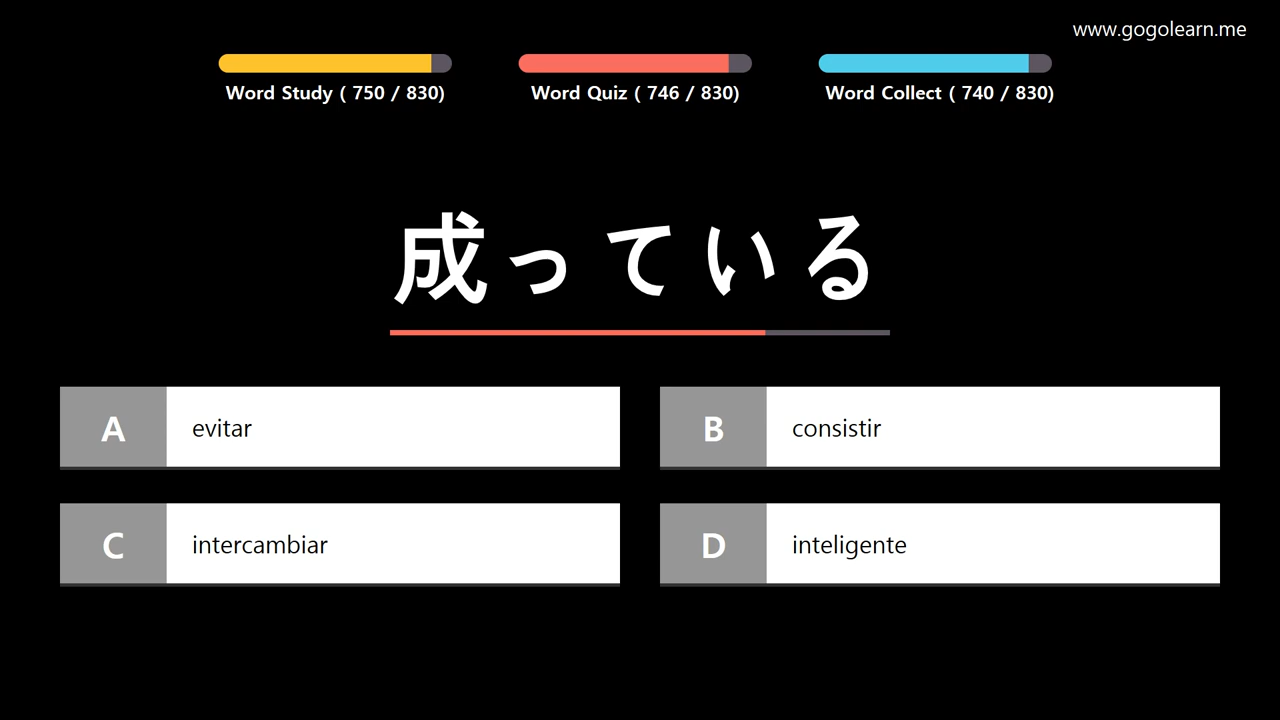 www.gogolearn.me
Word Study ( 750 / 830)
Word Quiz ( 746 / 830)
Word Collect ( 740 / 830)
成っている
A evitar
B consistir
C intercambiar
D inteligente